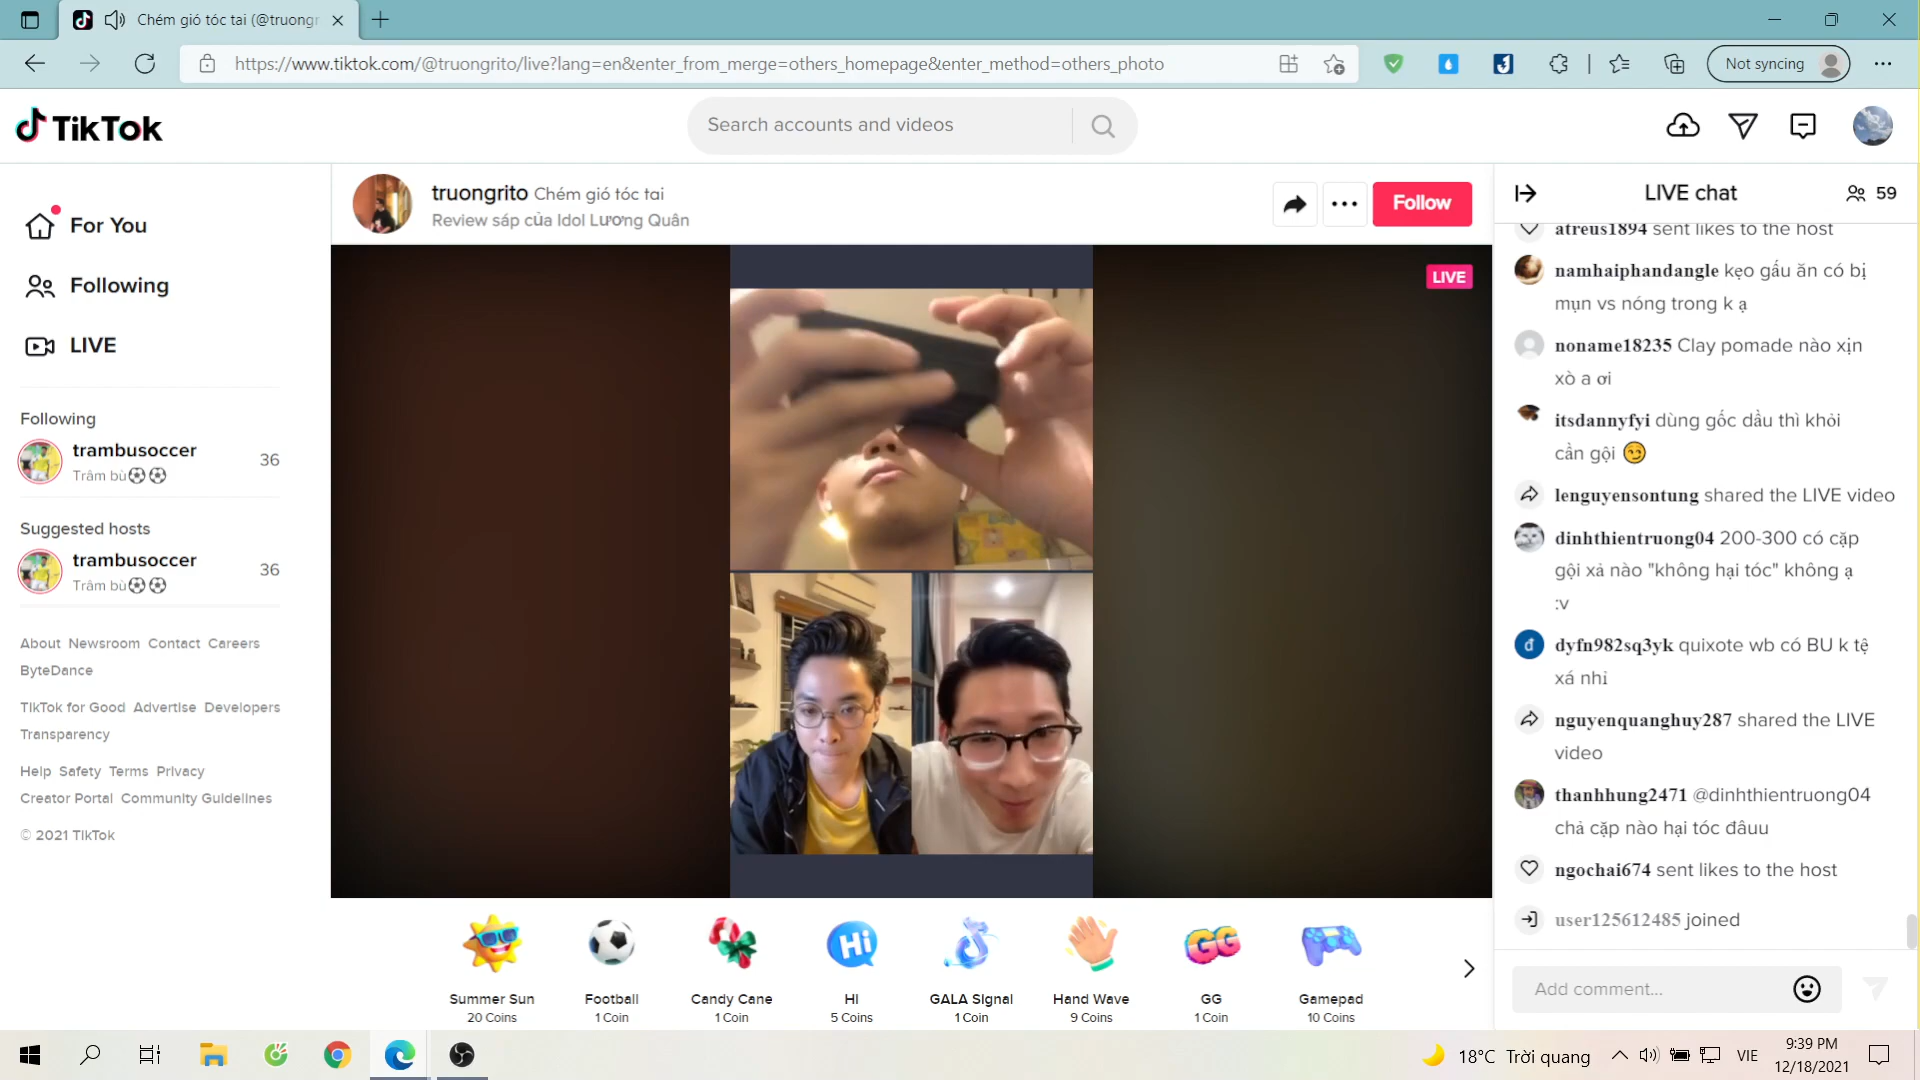 Chém gió tóc tai (@truongr
https://www.tiktok.com/@truongrito/live?lang=en&enter_from_merge=others_homepage&enter_method=others_photo
Not syncing
TikTok
Search accounts and videos
For You
Following
LIVE
Following
trambusoccer
Trâm bù⚽⚽
36
Suggested hosts
trambusoccer
Trâm bù⚽⚽
36
About Newsroom Contact Careers
ByteDance
TikTok for Good Advertise Developers
Transparency
Help Safety Terms Privacy
Creator Portal Community Guidelines
© 2021 TikTok
truongrito Chém gió tóc tai
Review sáp của Idol Lương Quân
Follow
LIVE
Summer Sun
20 Coins
Football
1 Coin
Candy Cane
1 Coin
Hi
Hi
5 Coins
GALA Signal
1 Coin
Hand Wave
9 Coins
GG
GG
1 Coin
Gamepad
10 Coins
LIVE chat
59
atreus1894 sent likes to the host
namhaiphandangle kẹo gấu ăn có bị
mụn vs nóng trong k ạ
noname18235 Clay pomade nào xịn
xò a ơi
itsdannyfyi dùng gốc dầu thì khỏi
cần gội 😏
lenguyensontung shared the LIVE video
dinhthientruong04 200-300 có cặp
gội xả nào "không hại tóc" không ạ
:v
đ
dyfn982sq3yk quixote wb có BU k tệ
xá nhỉ
nguyenquanghuy287 shared the LIVE
video
thanhhung2471 @dinhthientruong04
chả cặp nào hại tóc đâuu
ngochai674 sent likes to the host
user125612485 joined
Add comment...
18°C Trời quang
VIE
9:39 PM
12/18/2021